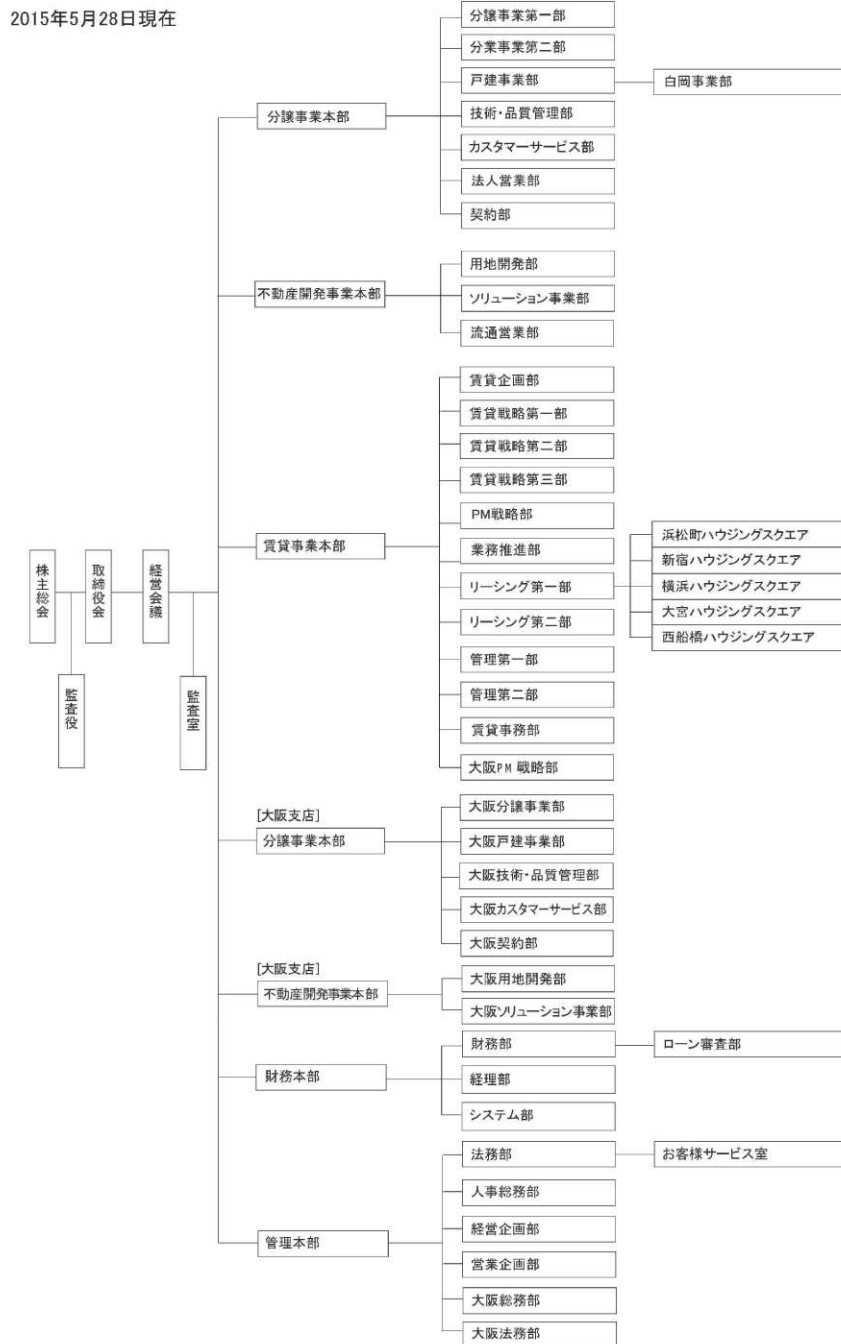 2015年5月28日現在
株主総会
監査役
取締役会
経営会議
監査室
分譲事業本部
分譲事業第一部
分業事業第二部
戸建事業部
白岡事業部
技術・品質管理部
カスタマーサービス部
法人営業部
契約部
不動産開発事業本部
用地開発部
ソリューション事業部
流通営業部
賃貸事業本部
賃貸企画部
賃貸戦略第一部
賃貸戦略第二部
賃貸戦略第三部
PM戦略部
業務推進部
リーシング第一部
浜松町ハウジングスクエア
新宿ハウジングスクエア
横浜ハウジングスクエア
大宮ハウジングスクエア
西船橋ハウジングスクエア
リーシング第二部
管理第一部
管理第二部
賃貸事務部
大阪PM 戦略部
[大阪支店]
分譲事業本部
大阪分譲事業部
大阪戸建事業部
大阪技術・品質管理部
大阪カスタマーサービス部
大阪契約部
[大阪支店]
不動産開発事業本部
大阪用地開発部
大阪ソリューション事業部
財務本部
財務部
ローン審査部
経理部
システム部
管理本部
法務部
お客様サービス室
人事総務部
経営企画部
営業企画部
大阪総務部
大阪法務部